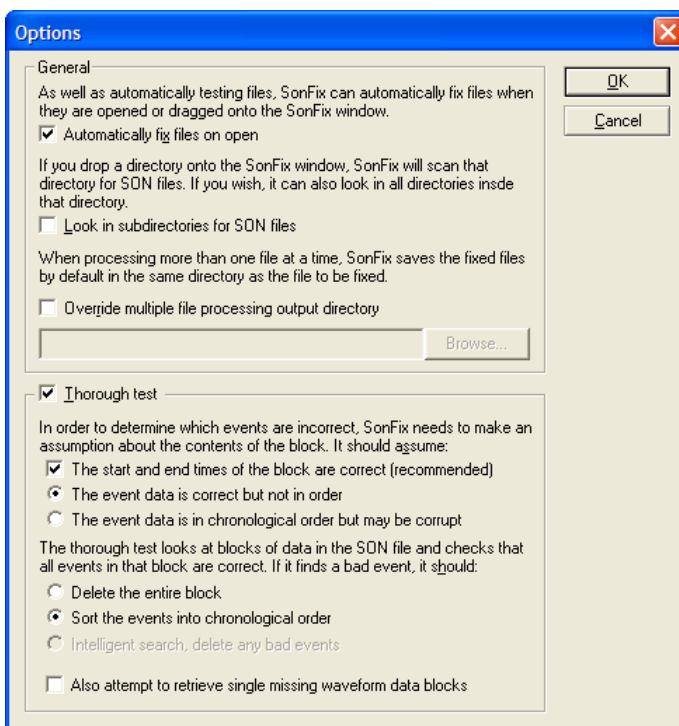 Options
General
As well as automatically testing files, SonFix can automatically fix files when
they are opened or dragged onto the SonFix window.
Automatically fix files on open
If you drop a directory onto the SonFix window, SonFix will scan that
directory for SON files. If you wish, it can also look in all directories insde
that directory.
Look in subdirectories for SON files
When processing more than one file at a time, SonFix saves the fixed files
by default in the same directory as the file to be fixed.
Override multiple file processing output directory
Browse...
OK
Cancel
Thorough test
In order to determine which events are incorrect, SonFix needs to make an
assumption about the contents of the block. It should assume:
The start and end times of the block are correct (recommended)
The event data is correct but not in order
The event data is in chronological order but may be corrupt
The thorough test looks at blocks of data in the SON file and checks that
all events in that block are correct. If it finds a bad event, it should:
Delete the entire block
Sort the events into chronological order
Intelligent search, delete any bad events
Also attempt to retrieve single missing waveform data blocks